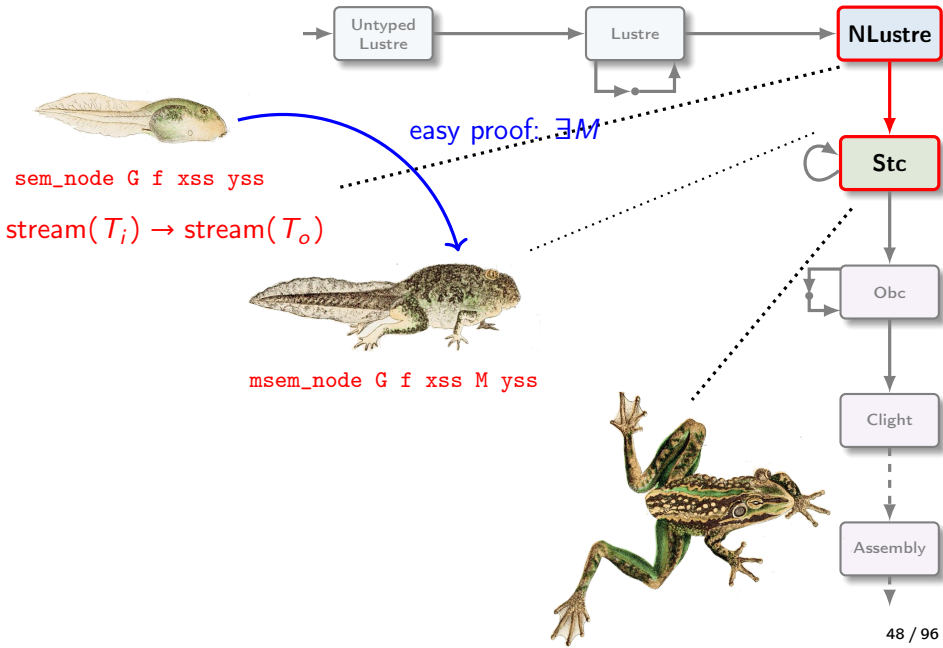 Untyped
Lustre
Lustre
NLustre
easy proof: ∃M
Stc
sem_node G f xss yss
stream(Tᵢ) → stream(Tₒ)
Obc
msem_node G f xss M yss
Clight
Assembly
48 / 96